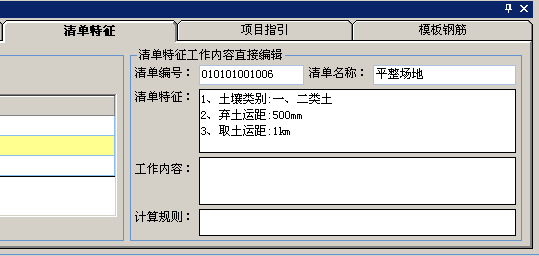 清单特征 项目指引 模板钢筋
清单特征工作内容直接编辑
清单编号： 010101001006 清单名称： 平整场地
清单特征： 1、土壤类别:一、二类土
2、弃土运距:500mm
3、取土运距:1km
工作内容：
计算规则：